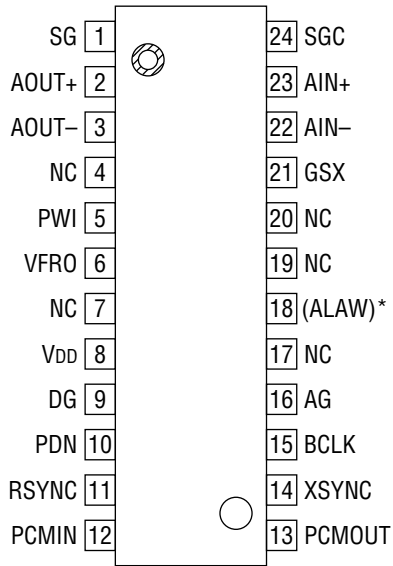 SG 1 24 SGC
AOUT+ 2 23 AIN+
AOUT– 3 22 AIN–
NC 4 21 GSX
PWI 5 20 NC
VFRO 6 19 NC
NC 7 18 (ALAW)*
VDD 8 17 NC
DG 9 16 AG
PDN 10 15 BCLK
RSYNC 11 14 XSYNC
PCMIN 12 13 PCMOUT